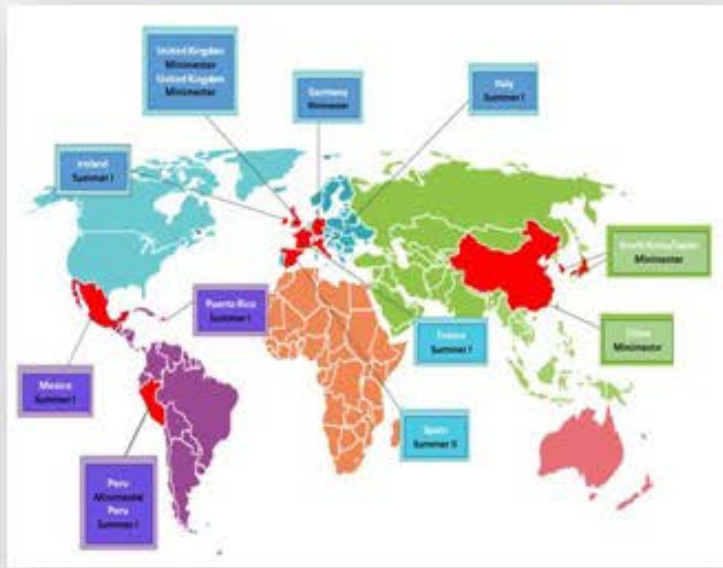 United Kingdom
Minimester
United Kingdom
Minimester
Germany
Minimester
Italy
Summer I
Ireland
Summer I
South Korea/Japan
Minimester
Puerto Rico
Summer I
France
Summer I
China
Minimester
Mexico
Summer I
Spain
Summer II
Peru
Minimester
Peru
Summer I